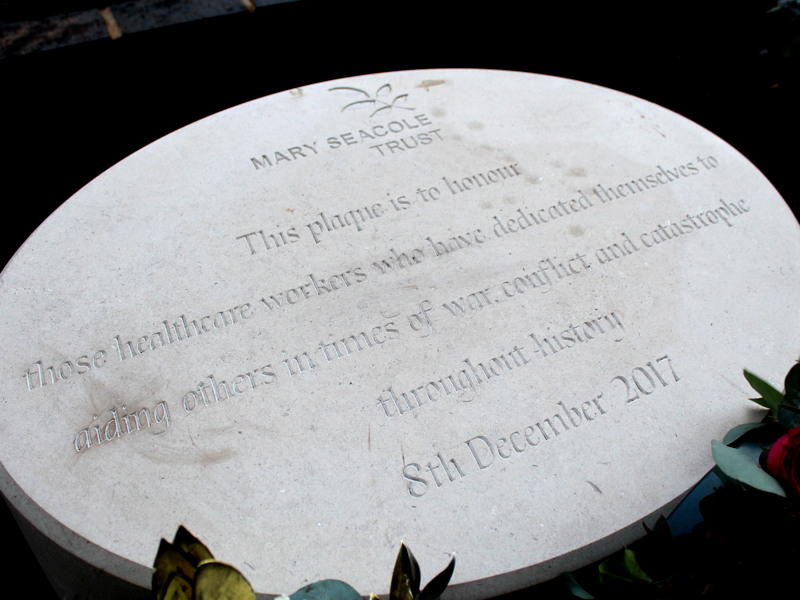 MARY SEACOLE
TRUST
This plaque is to honour
those healthcare workers who have dedicated themselves to
aiding others in times of war, conflict and catastrophe
throughout history
8th December 2017